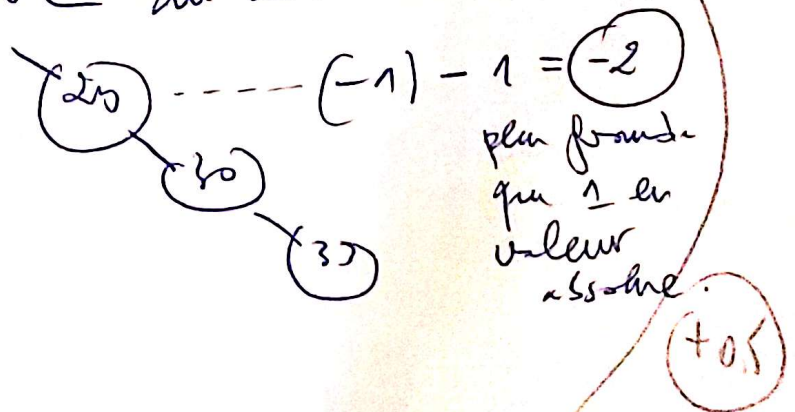 25 ------ (-1) - 1 = -2
plus grande
que 1 en
30
valeur
35
absolue.
+0,5